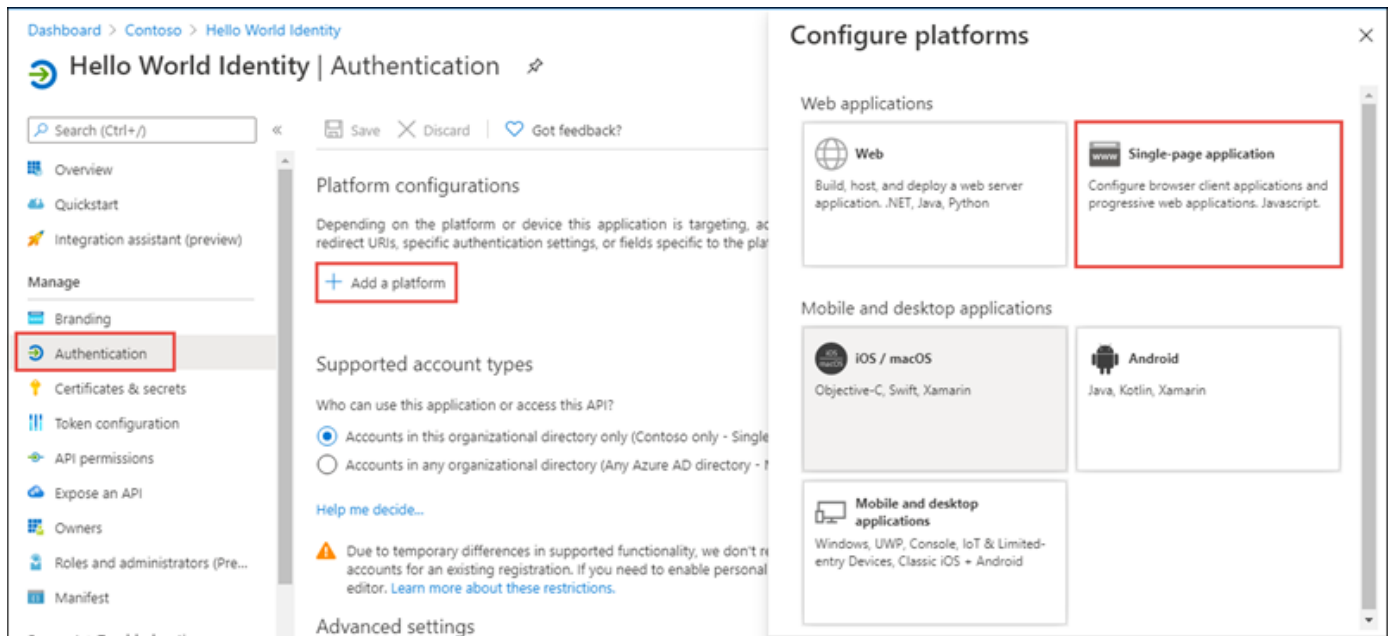 Dashboard > Contoso > Hello World Identity
Hello World Identity | Authentication
Search (Ctrl+/)
Overview
Quickstart
Integration assistant (preview)
Manage
Branding
Authentication
Certificates & secrets
Token configuration
API permissions
Expose an API
Owners
Roles and administrators (Pre...
Manifest
Save
Discard
Got feedback?
Platform configurations
Depending on the platform or device this application is targeting,
redirect URIs, specific authentication settings, or fields specific to the
Add a platform
Supported account types
Who can use this application or access this API?
Accounts in this organizational directory only (Contoso only - Single
Accounts in any organizational directory (Any Azure AD directory -
Help me decide...
Due to temporary differences in supported functionality, we don't
accounts for an existing registration. If you need to enable personal
editor. Learn more about these restrictions.
Advanced settings
Configure platforms
Web applications
Web
Build, host, and deploy a web server
application. .NET, Java, Python
www
Single-page application
Configure browser client applications and
progressive web applications. Javascript.
Mobile and desktop applications
iOS
macOS
iOS / macOS
Objective-C, Swift, Xamarin
Android
Java, Kotlin, Xamarin
Mobile and desktop
applications
Windows, UWP, Console, IoT & Limited-
entry Devices, Classic iOS + Android